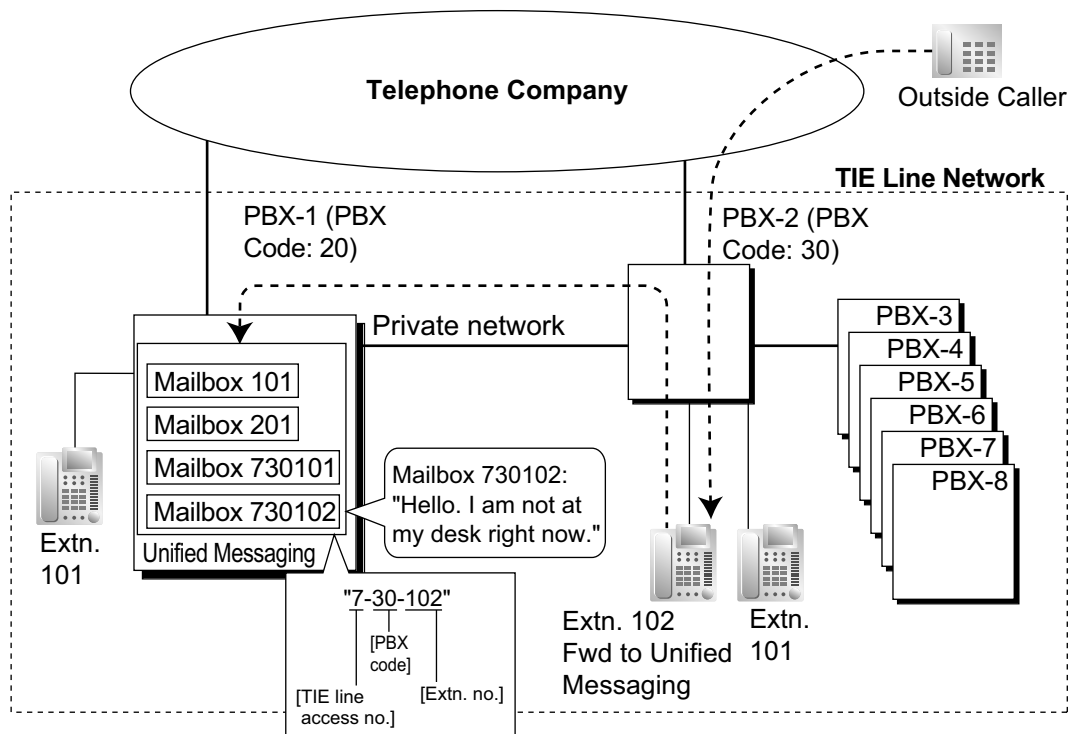 Telephone Company
Outside Caller
TIE Line Network
PBX-1 (PBX
Code: 20)
PBX-2 (PBX
Code: 30)
Private network
PBX-3
PBX-4
PBX-5
PBX-6
PBX-7
PBX-8
Mailbox 101
Mailbox 201
Mailbox 730101
Mailbox 730102
Unified Messaging
Mailbox 730102:
"Hello. I am not at
my desk right now."
Extn.
101
"7-30-102"
[PBX
code]
[TIE line
access no.]
[Extn. no.]
Extn. 102
Fwd to Unified
Messaging
Extn.
101